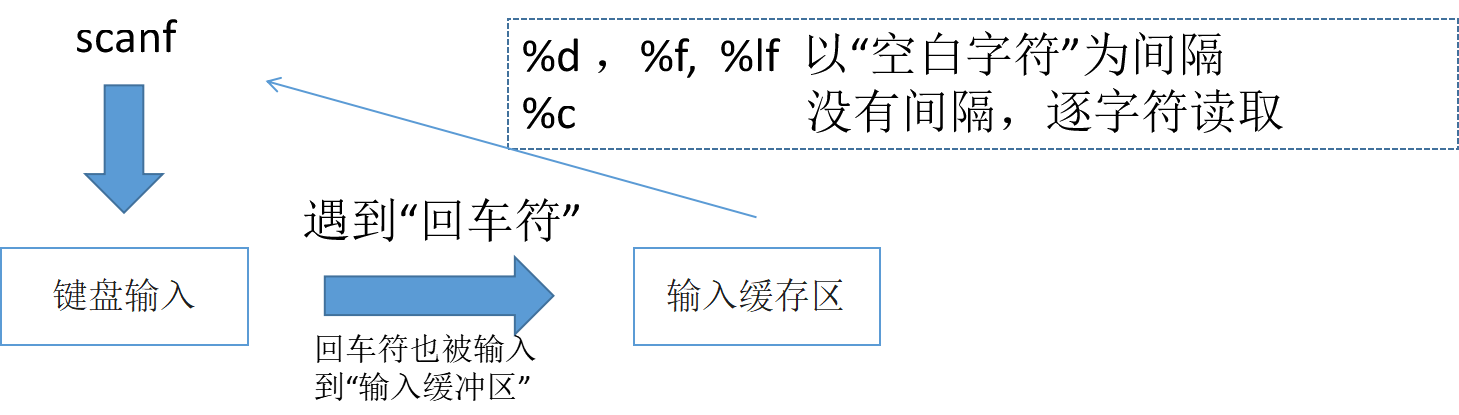 scanf
%d ，%f, %lf 以“空白字符”为间隔
%c 没有间隔，逐字符读取
遇到“回车符”
键盘输入
输入缓存区
回车符也被输入
到“输入缓冲区”